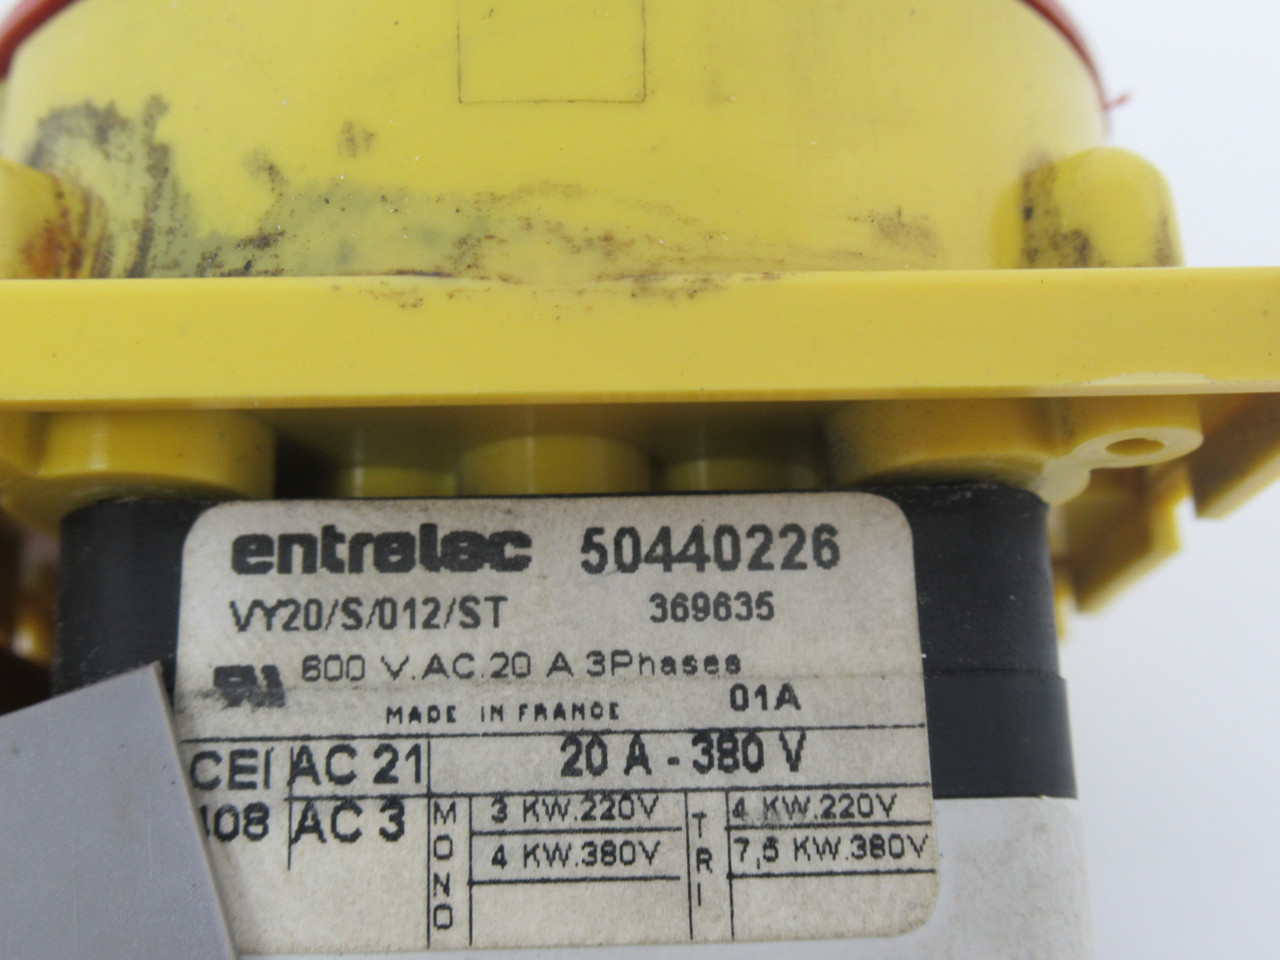 entrelec 50440226
VY20/S/012/ST 369635
600 V.AC.20 A 3Phases
MADE IN FRANCE 01A
CEI AC 21 20 A - 380 V
408 AC 3 MONO 3 KW.220V TRI 4 KW.220V
4 KW.380V 7,5 KW.380V